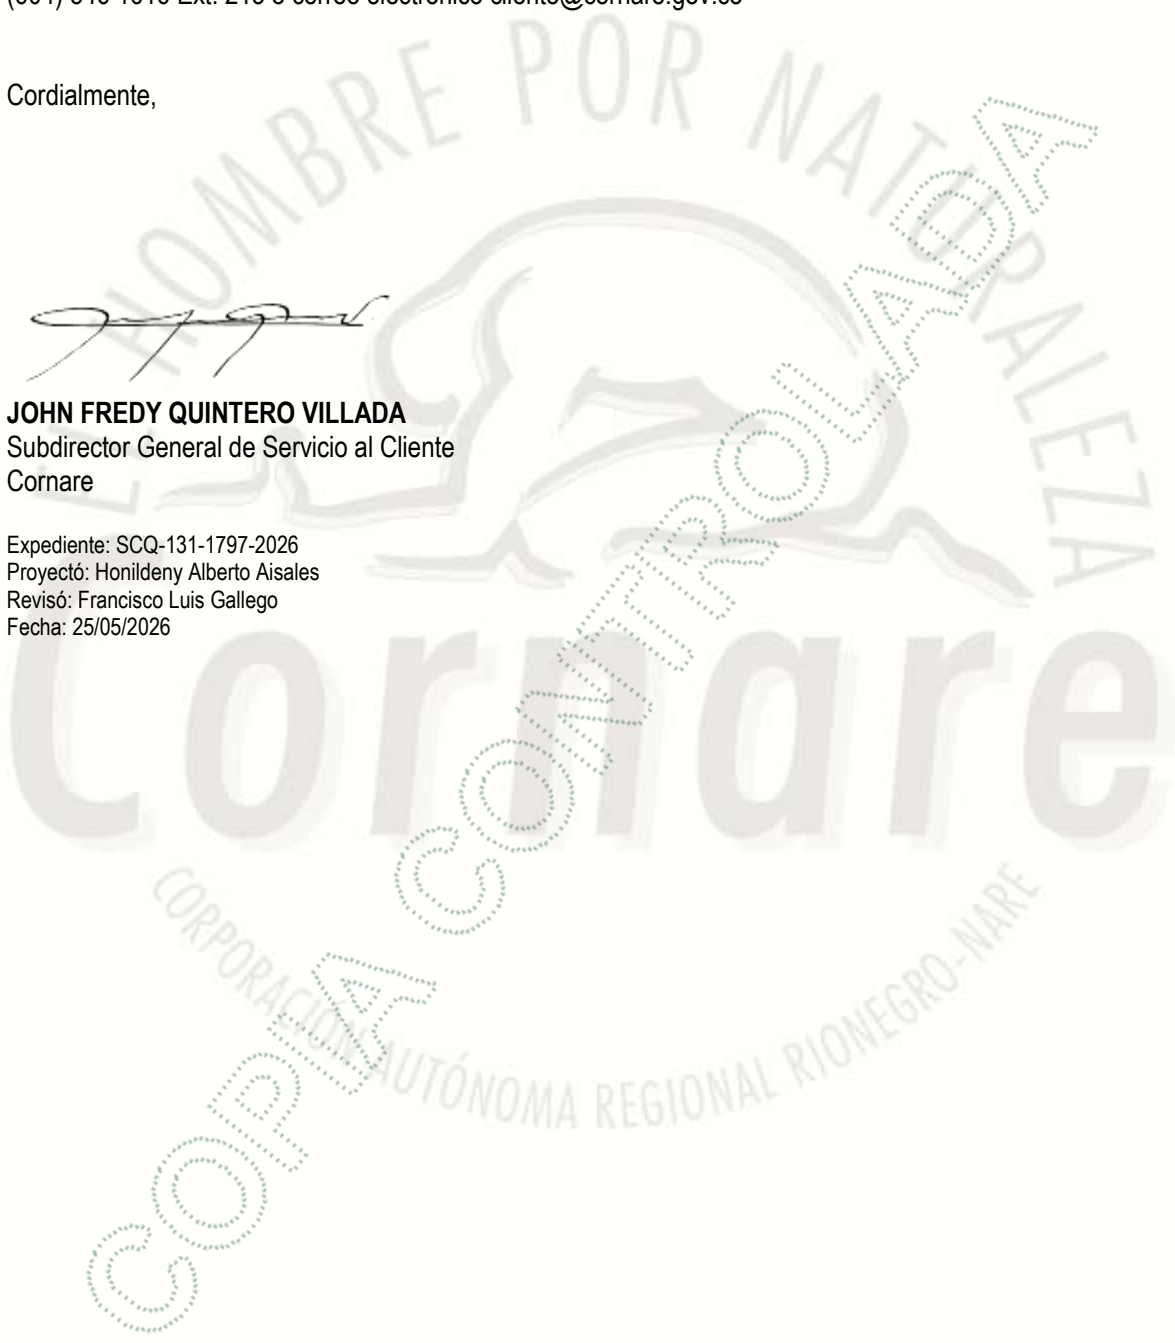 Cordialmente,
JOHN FREDY QUINTERO VILLADA
Subdirector General de Servicio al Cliente
Cornare
Expediente: SCQ-131-1797-2026
Proyectó: Honildeny Alberto Aisales
Revisó: Francisco Luis Gallego
Fecha: 25/05/2026
EL HOMBRE POR NATURALEZA
Cornare
CORPORACIÓN AUTÓNOMA REGIONAL RIONEGRO-NARE
COPIA CONTROLADA